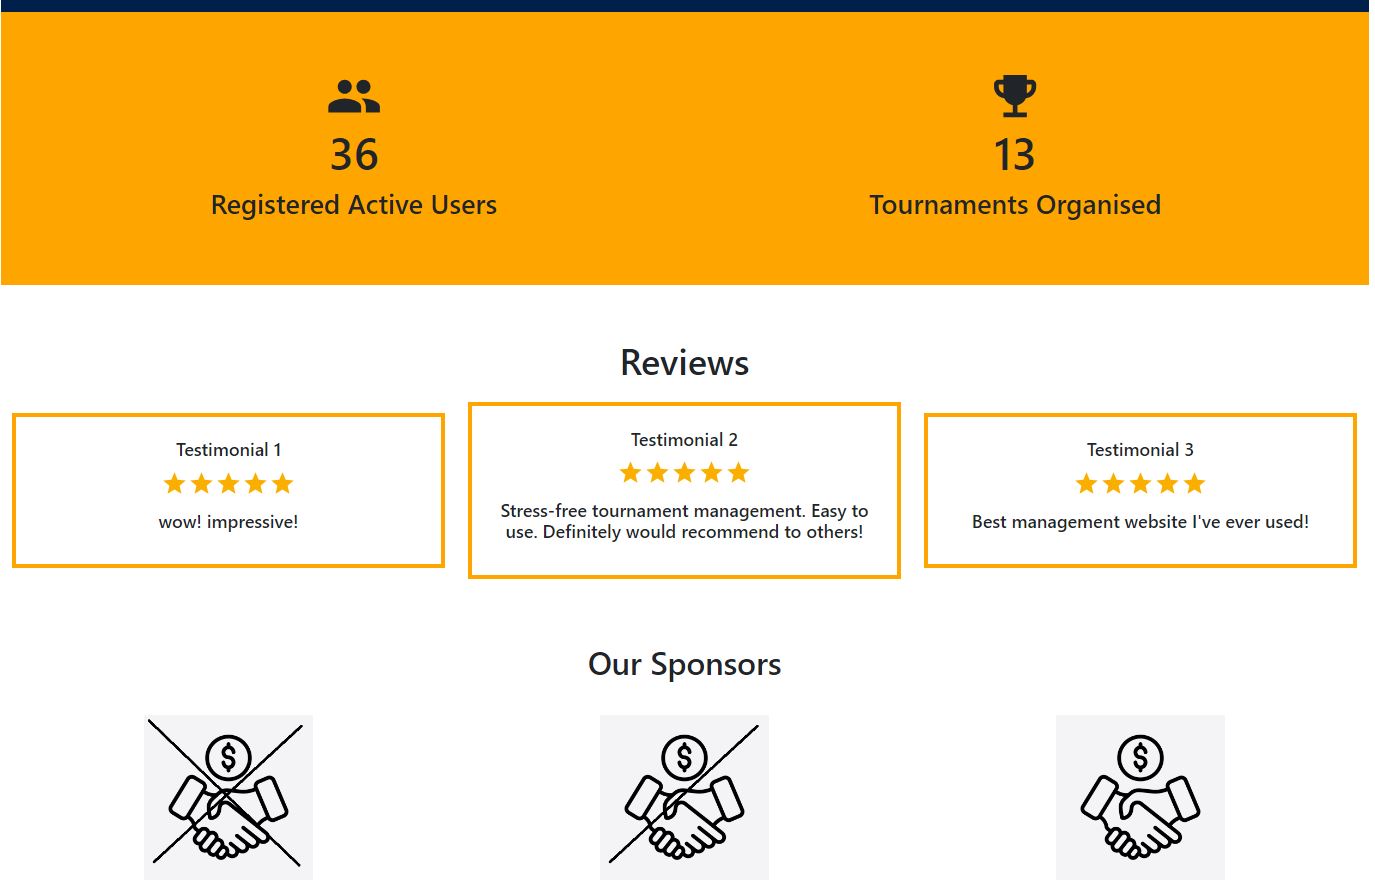 36
13
Registered Active Users
Tournaments Organised
Reviews
Testimonial 1
wow! impressive!
Testimonial 2
Stress-free tournament management. Easy to
use. Definitely would recommend to others!
Testimonial 3
Best management website I've ever used!
Our Sponsors
$
$
$